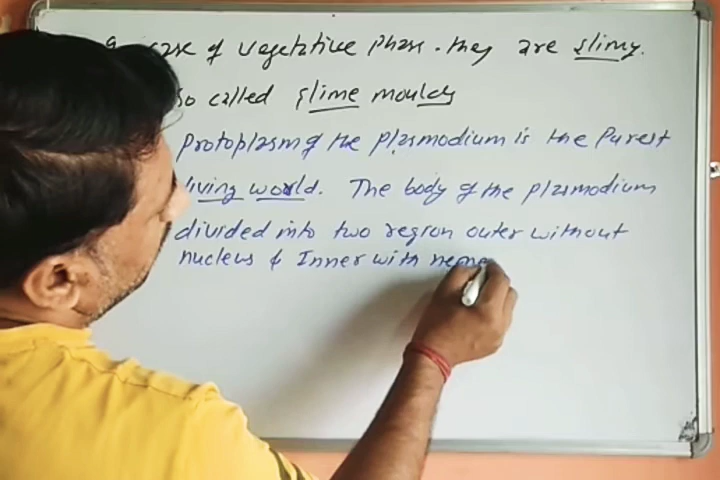 case of vegetative phase. they are slimy.
so called slime moulds
Protoplasm of the plasmodium is the Purest
living world. The body of the plasmodium
divided into two region outer without
nucleus & Inner with